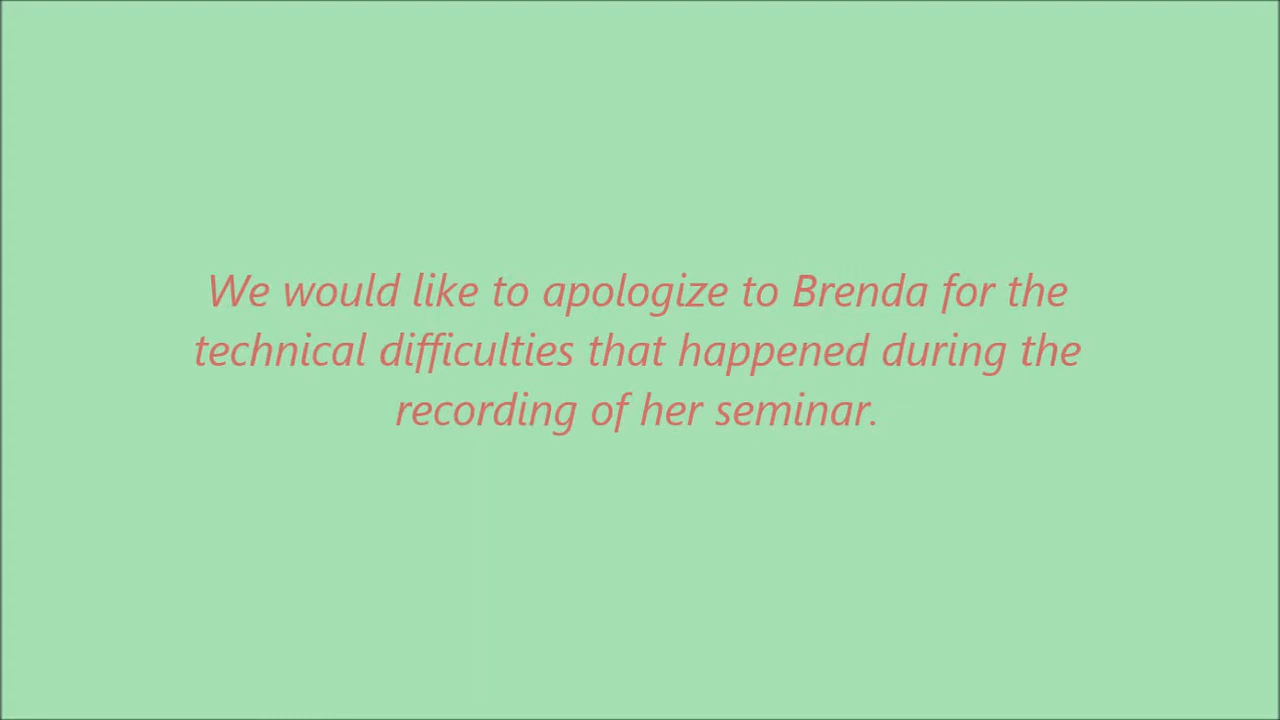 We would like to apologize to Brenda for the
technical difficulties that happened during the
recording of her seminar.